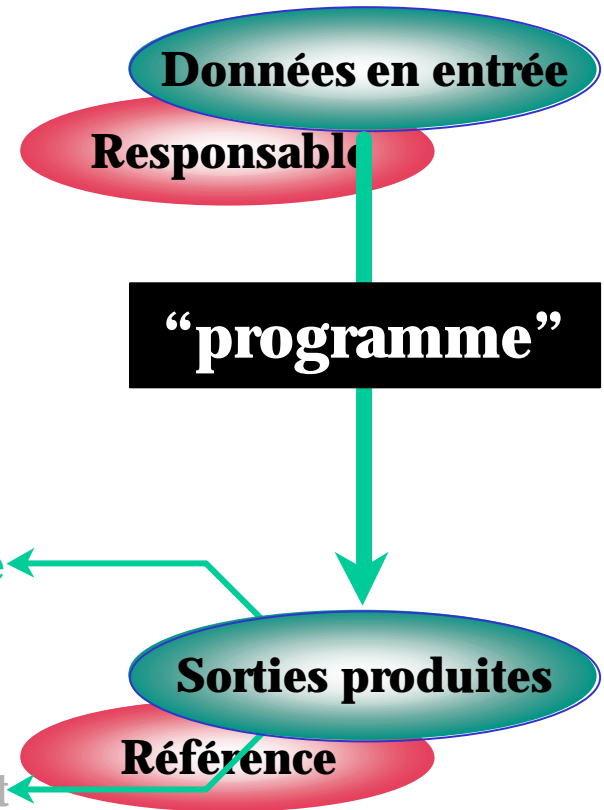 Données en entrée
Responsable
“programme”
Sorties produites
Référence